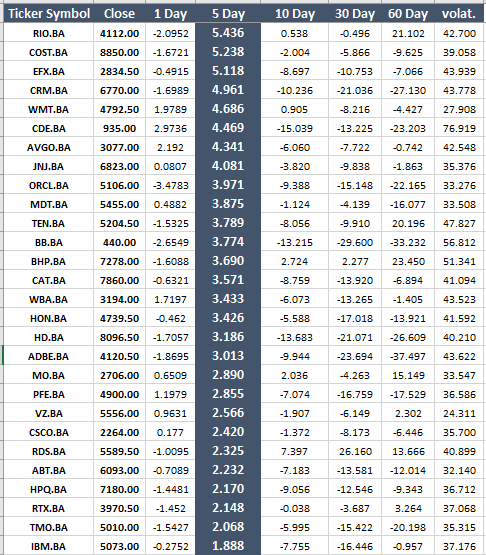 Ticker Symbol Close 1 Day 5 Day 10 Day 30 Day 60 Day volat.
RIO.BA 4112.00 -2.0952 5.436 0.538 -0.496 21.102 42.700
COST.BA 8850.00 -1.6721 5.238 -2.004 -5.866 -9.625 39.058
EFX.BA 2834.50 -0.4915 5.118 -8.697 -10.753 -7.066 43.939
CRM.BA 6770.00 -1.6989 4.961 -10.236 -21.036 -27.130 43.778
WMT.BA 4792.50 1.9789 4.686 0.905 -8.216 -4.427 27.908
CDE.BA 935.00 2.9736 4.469 -15.039 -13.225 -23.203 76.919
AVGO.BA 3077.00 2.192 4.341 -6.060 -7.722 -0.742 42.548
JNJ.BA 6823.00 0.0807 4.081 -3.820 -9.838 -1.863 35.376
ORCL.BA 5106.00 -3.4783 3.971 -9.388 -15.148 -22.165 33.276
MDT.BA 5455.00 0.4882 3.875 -1.124 -4.139 -16.077 33.508
TEN.BA 5204.50 -1.5325 3.789 -8.056 -9.910 20.196 47.827
BB.BA 440.00 -2.6549 3.774 -13.215 -29.600 -33.232 56.812
BHP.BA 7278.00 -1.6088 3.690 2.724 2.277 23.450 51.341
CAT.BA 7860.00 -0.6321 3.571 -8.759 -13.920 -6.894 41.094
WBA.BA 3194.00 1.7197 3.433 -6.073 -13.265 -1.405 43.523
HON.BA 4739.50 -0.462 3.426 -5.588 -17.018 -13.921 41.592
HD.BA 8096.50 -1.7057 3.186 -13.683 -21.071 -26.609 40.210
ADBE.BA 4120.50 -1.8695 3.013 -9.944 -23.694 -37.497 43.622
MO.BA 2706.00 0.6509 2.890 2.036 -4.263 15.149 33.547
PFE.BA 4900.00 1.1979 2.855 -7.074 -16.759 -17.529 36.586
VZ.BA 5556.00 0.9631 2.566 -1.907 -6.149 2.302 24.311
CSCO.BA 2264.00 0.177 2.420 -1.372 -8.173 -6.446 35.700
RDS.BA 5589.50 -1.0095 2.325 7.397 26.160 13.666 40.899
ABT.BA 6093.00 -0.7089 2.232 -7.183 -13.581 -12.014 32.140
HPQ.BA 7180.00 -1.4481 2.170 -9.056 -12.546 -9.343 36.712
RTX.BA 3970.50 -1.452 2.148 -0.038 -3.687 3.264 37.068
TMO.BA 5010.00 -1.5427 2.068 -5.995 -15.422 -20.198 35.315
IBM.BA 5073.00 -0.2752 1.888 -7.755 -16.446 -0.957 37.176